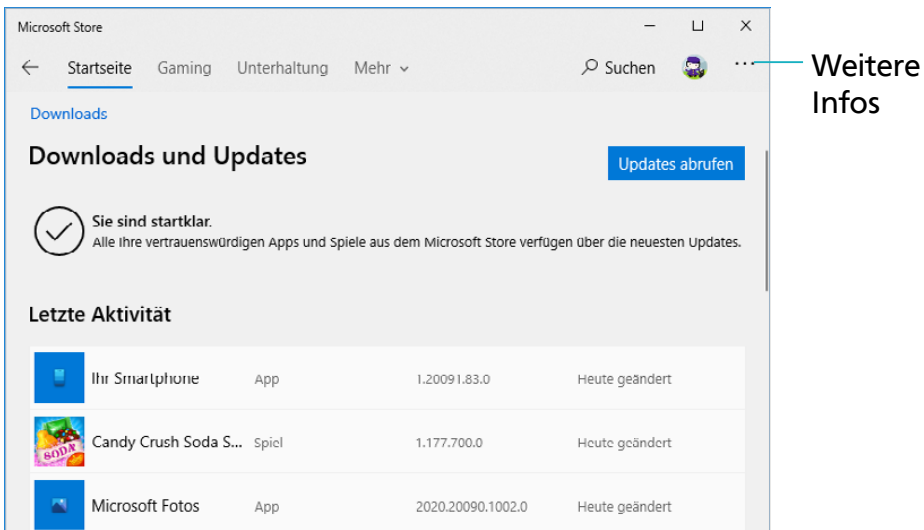 Microsoft Store
Startseite Gaming Unterhaltung Mehr Suchen ...
Weitere
Infos
Downloads
Downloads und Updates
Updates abrufen
Sie sind startklar.
Alle Ihre vertrauenswürdigen Apps und Spiele aus dem Microsoft Store verfügen über die neuesten Updates.
Letzte Aktivität
Ihr Smartphone App 1.20091.83.0 Heute geändert
SODA
Candy Crush Soda S... Spiel 1.177.700.0 Heute geändert
Microsoft Fotos App 2020.20090.1002.0 Heute geändert